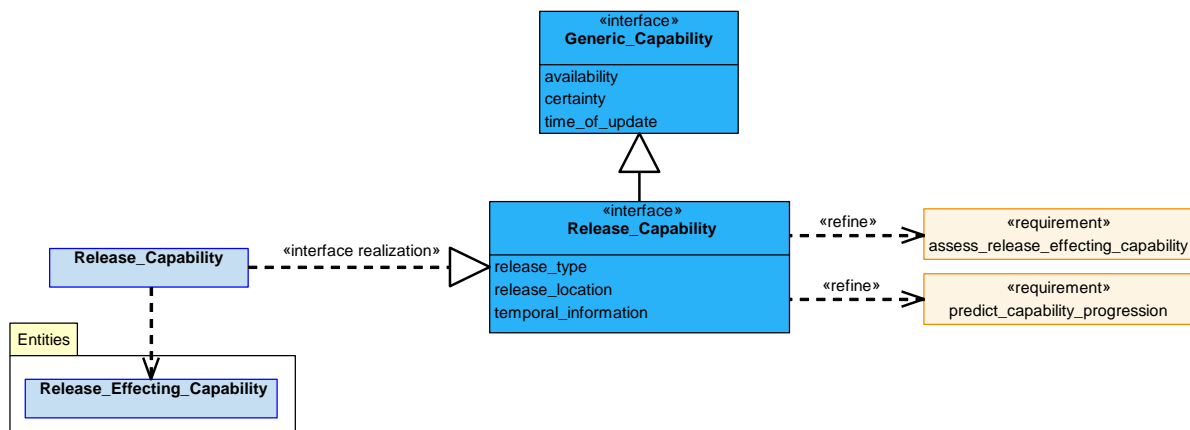 «interface»
Generic_Capability
availability
certainty
time_of_update
«interface»
Release_Capability
release_type
release_location
temporal_information
«refine»
«requirement»
assess_release_effecting_capability
«refine»
«requirement»
predict_capability_progression
Release_Capability
«interface realization»
Entities
Release_Effecting_Capability